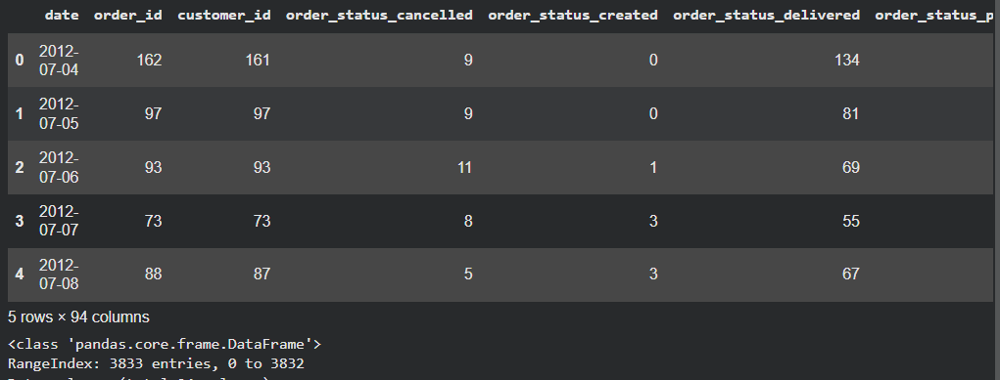 date order_id customer_id order_status_cancelled order_status_created order_status_delivered order_status_p
0 2012-07-04 162 161 9 0 134
1 2012-07-05 97 97 9 0 81
2 2012-07-06 93 93 11 1 69
3 2012-07-07 73 73 8 3 55
4 2012-07-08 88 87 5 3 67
5 rows × 94 columns
<class 'pandas.core.frame.DataFrame'>
RangeIndex: 3833 entries, 0 to 3832